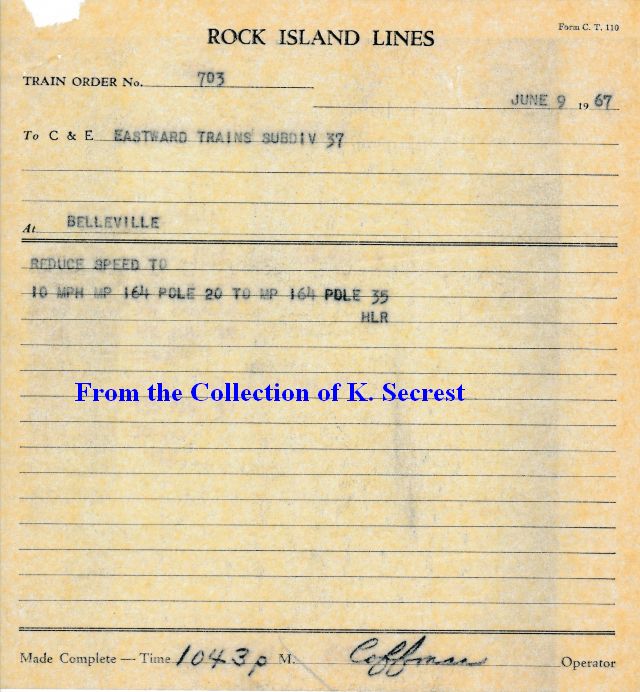 Form C. T. 110
ROCK ISLAND LINES
TRAIN ORDER No. 703
JUNE 9 1967
To C & E EASTWARD TRAINS SUBDIV 37
At BELLEVILLE
REDUCE SPEED TO
10 MPH MP 164 POLE 20 TO MP 164 POLE 35
HLR
From the Collection of K. Secrest
Made Complete — Time 1043 p M. Coffman Operator